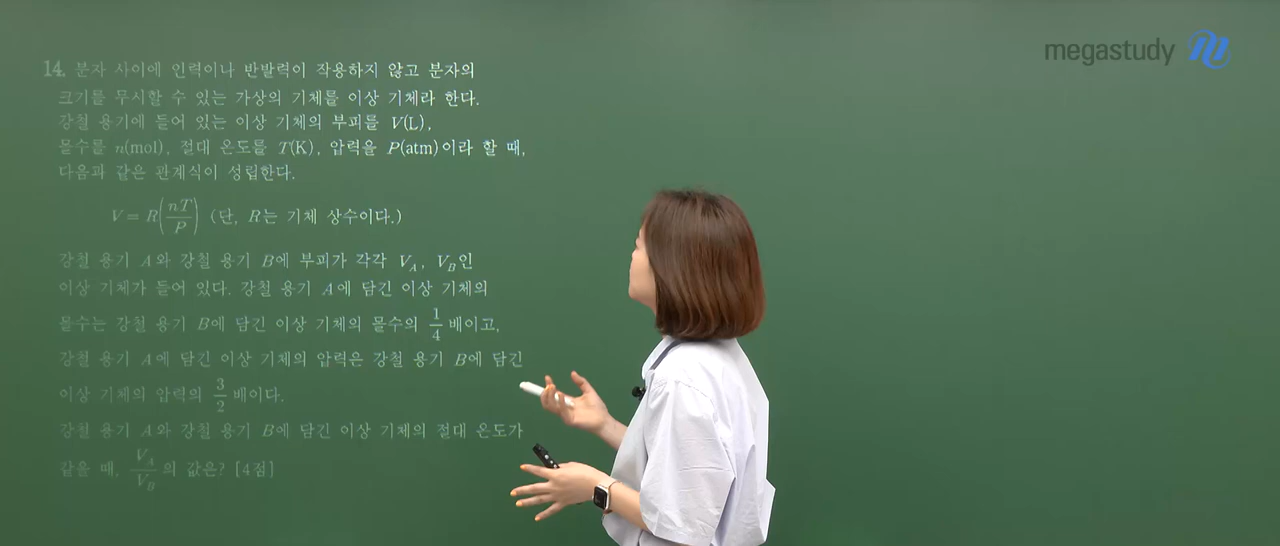 megastudy
14. 분자 사이에 인력이나 반발력이 작용하지 않고 분자의
크기를 무시할 수 있는 가상의 기체를 이상 기체라 한다.
강철 용기에 들어 있는 이상 기체의 부피를 V(L),
몰수를 n(mol), 절대 온도를 T(K), 압력을 P(atm)이라 할 때,
다음과 같은 관계식이 성립한다.
V = R(nT/P) (단, R는 기체 상수이다.)
강철 용기 A와 강철 용기 B에 부피가 각각 V_A, V_B인
이상 기체가 들어 있다. 강철 용기 A에 담긴 이상 기체의
몰수는 강철 용기 B에 담긴 이상 기체의 몰수의 1/4 배이고,
강철 용기 A에 담긴 이상 기체의 압력은 강철 용기 B에 담긴
이상 기체의 압력의 3/2 배이다.
강철 용기 A와 강철 용기 B에 담긴 이상 기체의 절대 온도가
같을 때, V_A/V_B 의 값은? [4점]